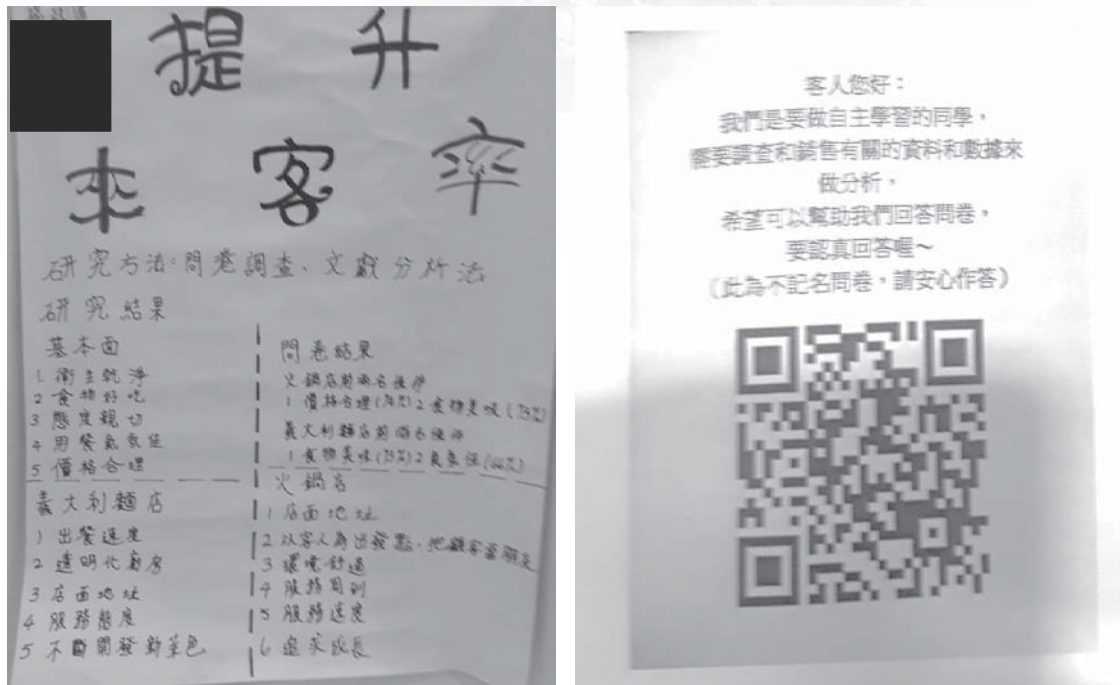 提升
來客率
研究方法:問卷調查、文獻分析法
研究結果
基本面
1 衛生乾淨
2 食物好吃
3 態度親切
4 用餐氣氛佳
5 價格合理
問卷結果
火鍋店前兩名優勢
1 價格合理(74%) 2 食物美味(73%)
義大利麵店前兩名優勢
1 食物美味(73%) 2 氣氛佳(66%)
義大利麵店
1 出餐速度
2 透明化廚房
3 店面地址
4 服務態度
5 不斷開發新菜色
火鍋店
1 店面地址
2 以客人為出發點,把顧客當朋友
3 環境舒適
4 服務周到
5 服務速度
6 追求成長
客人您好:
我們是要做自主學習的同學,
需要調查和銷售有關的資料和數據來
做分析,
希望可以幫助我們回答問卷,
要認真回答喔~
(此為不記名問卷,請安心作答)